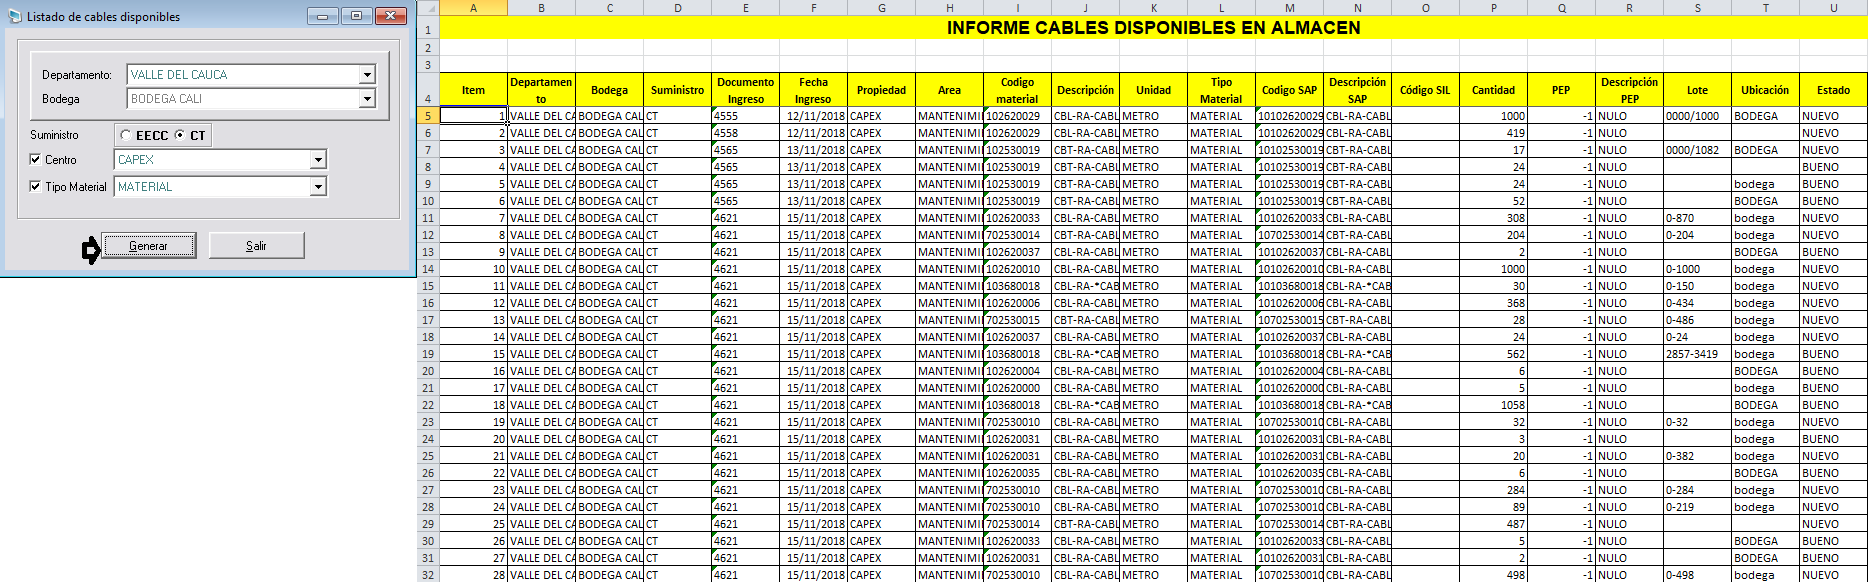 Listado de cables disponibles
Departamento: VALLE DEL CAUCA
Bodega BODEGA CALI
Suministro EECC CT
Centro CAPEX
Tipo Material MATERIAL
Generar Salir
A B C D E F G H I J K L M N O P Q R S T U
1 INFORME CABLES DISPONIBLES EN ALMACEN
2
3
4 Item Departamento Bodega Suministro Documento Ingreso Fecha Ingreso Propiedad Area Codigo material Descripción Unidad Tipo Material Codigo SAP Descripción SAP Código SIL Cantidad PEP Descripción PEP Lote Ubicación Estado
5 1 VALLE DEL CA BODEGA CAL CT 4555 12/11/2018 CAPEX MANTENIMI 102620029 CBL-RA-CABL METRO MATERIAL 10102620029 CBL-RA-CABL 1000 -1 NULO 0000/1000 BODEGA NUEVO
6 2 VALLE DEL CA BODEGA CAL CT 4558 12/11/2018 CAPEX MANTENIMI 102620029 CBL-RA-CABL METRO MATERIAL 10102620029 CBL-RA-CABL 419 -1 NULO NUEVO
7 3 VALLE DEL CA BODEGA CAL CT 4565 13/11/2018 CAPEX MANTENIMI 102530019 CBT-RA-CABL METRO MATERIAL 10102530019 CBT-RA-CABL 17 -1 NULO 0000/1082 BODEGA NUEVO
8 4 VALLE DEL CA BODEGA CAL CT 4565 13/11/2018 CAPEX MANTENIMI 102530019 CBT-RA-CABL METRO MATERIAL 10102530019 CBT-RA-CABL 24 -1 NULO BUENO
9 5 VALLE DEL CA BODEGA CAL CT 4565 13/11/2018 CAPEX MANTENIMI 102530019 CBT-RA-CABL METRO MATERIAL 10102530019 CBT-RA-CABL 24 -1 NULO bodega BUENO
10 6 VALLE DEL CA BODEGA CAL CT 4565 13/11/2018 CAPEX MANTENIMI 102530019 CBT-RA-CABL METRO MATERIAL 10102530019 CBT-RA-CABL 52 -1 NULO BODEGA BUENO
11 7 VALLE DEL CA BODEGA CAL CT 4621 15/11/2018 CAPEX MANTENIMI 102620033 CBL-RA-CABL METRO MATERIAL 10102620033 CBL-RA-CABL 308 -1 NULO 0-870 bodega NUEVO
12 8 VALLE DEL CA BODEGA CAL CT 4621 15/11/2018 CAPEX MANTENIMI 702530014 CBT-RA-CABL METRO MATERIAL 10702530014 CBT-RA-CABL 204 -1 NULO 0-204 bodega NUEVO
13 9 VALLE DEL CA BODEGA CAL CT 4621 15/11/2018 CAPEX MANTENIMI 102620037 CBL-RA-CABL METRO MATERIAL 10102620037 CBL-RA-CABL 2 -1 NULO BODEGA BUENO
14 10 VALLE DEL CA BODEGA CAL CT 4621 15/11/2018 CAPEX MANTENIMI 102620010 CBL-RA-CABL METRO MATERIAL 10102620010 CBL-RA-CABL 1000 -1 NULO 0-1000 bodega NUEVO
15 11 VALLE DEL CA BODEGA CAL CT 4621 15/11/2018 CAPEX MANTENIMI 103680018 CBL-RA-*CAB METRO MATERIAL 10103680018 CBL-RA-*CAB 30 -1 NULO 0-150 bodega NUEVO
16 12 VALLE DEL CA BODEGA CAL CT 4621 15/11/2018 CAPEX MANTENIMI 102620006 CBL-RA-CABL METRO MATERIAL 10102620006 CBL-RA-CABL 368 -1 NULO 0-434 bodega NUEVO
17 13 VALLE DEL CA BODEGA CAL CT 4621 15/11/2018 CAPEX MANTENIMI 702530015 CBT-RA-CABL METRO MATERIAL 10702530015 CBT-RA-CABL 28 -1 NULO 0-486 bodega NUEVO
18 14 VALLE DEL CA BODEGA CAL CT 4621 15/11/2018 CAPEX MANTENIMI 102620037 CBL-RA-CABL METRO MATERIAL 10102620037 CBL-RA-CABL 24 -1 NULO 0-24 bodega NUEVO
19 15 VALLE DEL CA BODEGA CAL CT 4621 15/11/2018 CAPEX MANTENIMI 103680018 CBL-RA-*CAB METRO MATERIAL 10103680018 CBL-RA-*CAB 562 -1 NULO 2857-3419 bodega BUENO
20 16 VALLE DEL CA BODEGA CAL CT 4621 15/11/2018 CAPEX MANTENIMI 102620004 CBL-RA-CABL METRO MATERIAL 10102620004 CBL-RA-CABL 6 -1 NULO BODEGA BUENO
21 17 VALLE DEL CA BODEGA CAL CT 4621 15/11/2018 CAPEX MANTENIMI 102620000 CBL-RA-CABL METRO MATERIAL 10102620000 CBL-RA-CABL 5 -1 NULO bodega BUENO
22 18 VALLE DEL CA BODEGA CAL CT 4621 15/11/2018 CAPEX MANTENIMI 103680018 CBL-RA-*CAB METRO MATERIAL 10103680018 CBL-RA-*CAB 1058 -1 NULO BODEGA BUENO
23 19 VALLE DEL CA BODEGA CAL CT 4621 15/11/2018 CAPEX MANTENIMI 702530010 CBL-RA-CABL METRO MATERIAL 10702530010 CBL-RA-CABL 32 -1 NULO 0-32 bodega NUEVO
24 20 VALLE DEL CA BODEGA CAL CT 4621 15/11/2018 CAPEX MANTENIMI 102620031 CBL-RA-CABL METRO MATERIAL 10102620031 CBL-RA-CABL 3 -1 NULO bodega BUENO
25 21 VALLE DEL CA BODEGA CAL CT 4621 15/11/2018 CAPEX MANTENIMI 102620031 CBL-RA-CABL METRO MATERIAL 10102620031 CBL-RA-CABL 20 -1 NULO 0-382 bodega NUEVO
26 22 VALLE DEL CA BODEGA CAL CT 4621 15/11/2018 CAPEX MANTENIMI 102620035 CBL-RA-CABL METRO MATERIAL 10102620035 CBL-RA-CABL 6 -1 NULO BODEGA BUENO
27 23 VALLE DEL CA BODEGA CAL CT 4621 15/11/2018 CAPEX MANTENIMI 702530010 CBL-RA-CABL METRO MATERIAL 10702530010 CBL-RA-CABL 284 -1 NULO 0-284 bodega NUEVO
28 24 VALLE DEL CA BODEGA CAL CT 4621 15/11/2018 CAPEX MANTENIMI 702530010 CBL-RA-CABL METRO MATERIAL 10702530010 CBL-RA-CABL 89 -1 NULO 0-219 bodega NUEVO
29 25 VALLE DEL CA BODEGA CAL CT 4621 15/11/2018 CAPEX MANTENIMI 702530014 CBT-RA-CABL METRO MATERIAL 10702530014 CBT-RA-CABL 487 -1 NULO NUEVO
30 26 VALLE DEL CA BODEGA CAL CT 4621 15/11/2018 CAPEX MANTENIMI 102620033 CBL-RA-CABL METRO MATERIAL 10102620033 CBL-RA-CABL 5 -1 NULO BODEGA BUENO
31 27 VALLE DEL CA BODEGA CAL CT 4621 15/11/2018 CAPEX MANTENIMI 102620031 CBL-RA-CABL METRO MATERIAL 10102620031 CBL-RA-CABL 2 -1 NULO BODEGA BUENO
32 28 VALLE DEL CA BODEGA CAL CT 4621 15/11/2018 CAPEX MANTENIMI 702530010 CBL-RA-CABL METRO MATERIAL 10702530010 CBL-RA-CABL 498 -1 NULO 0-498 bodega NUEVO